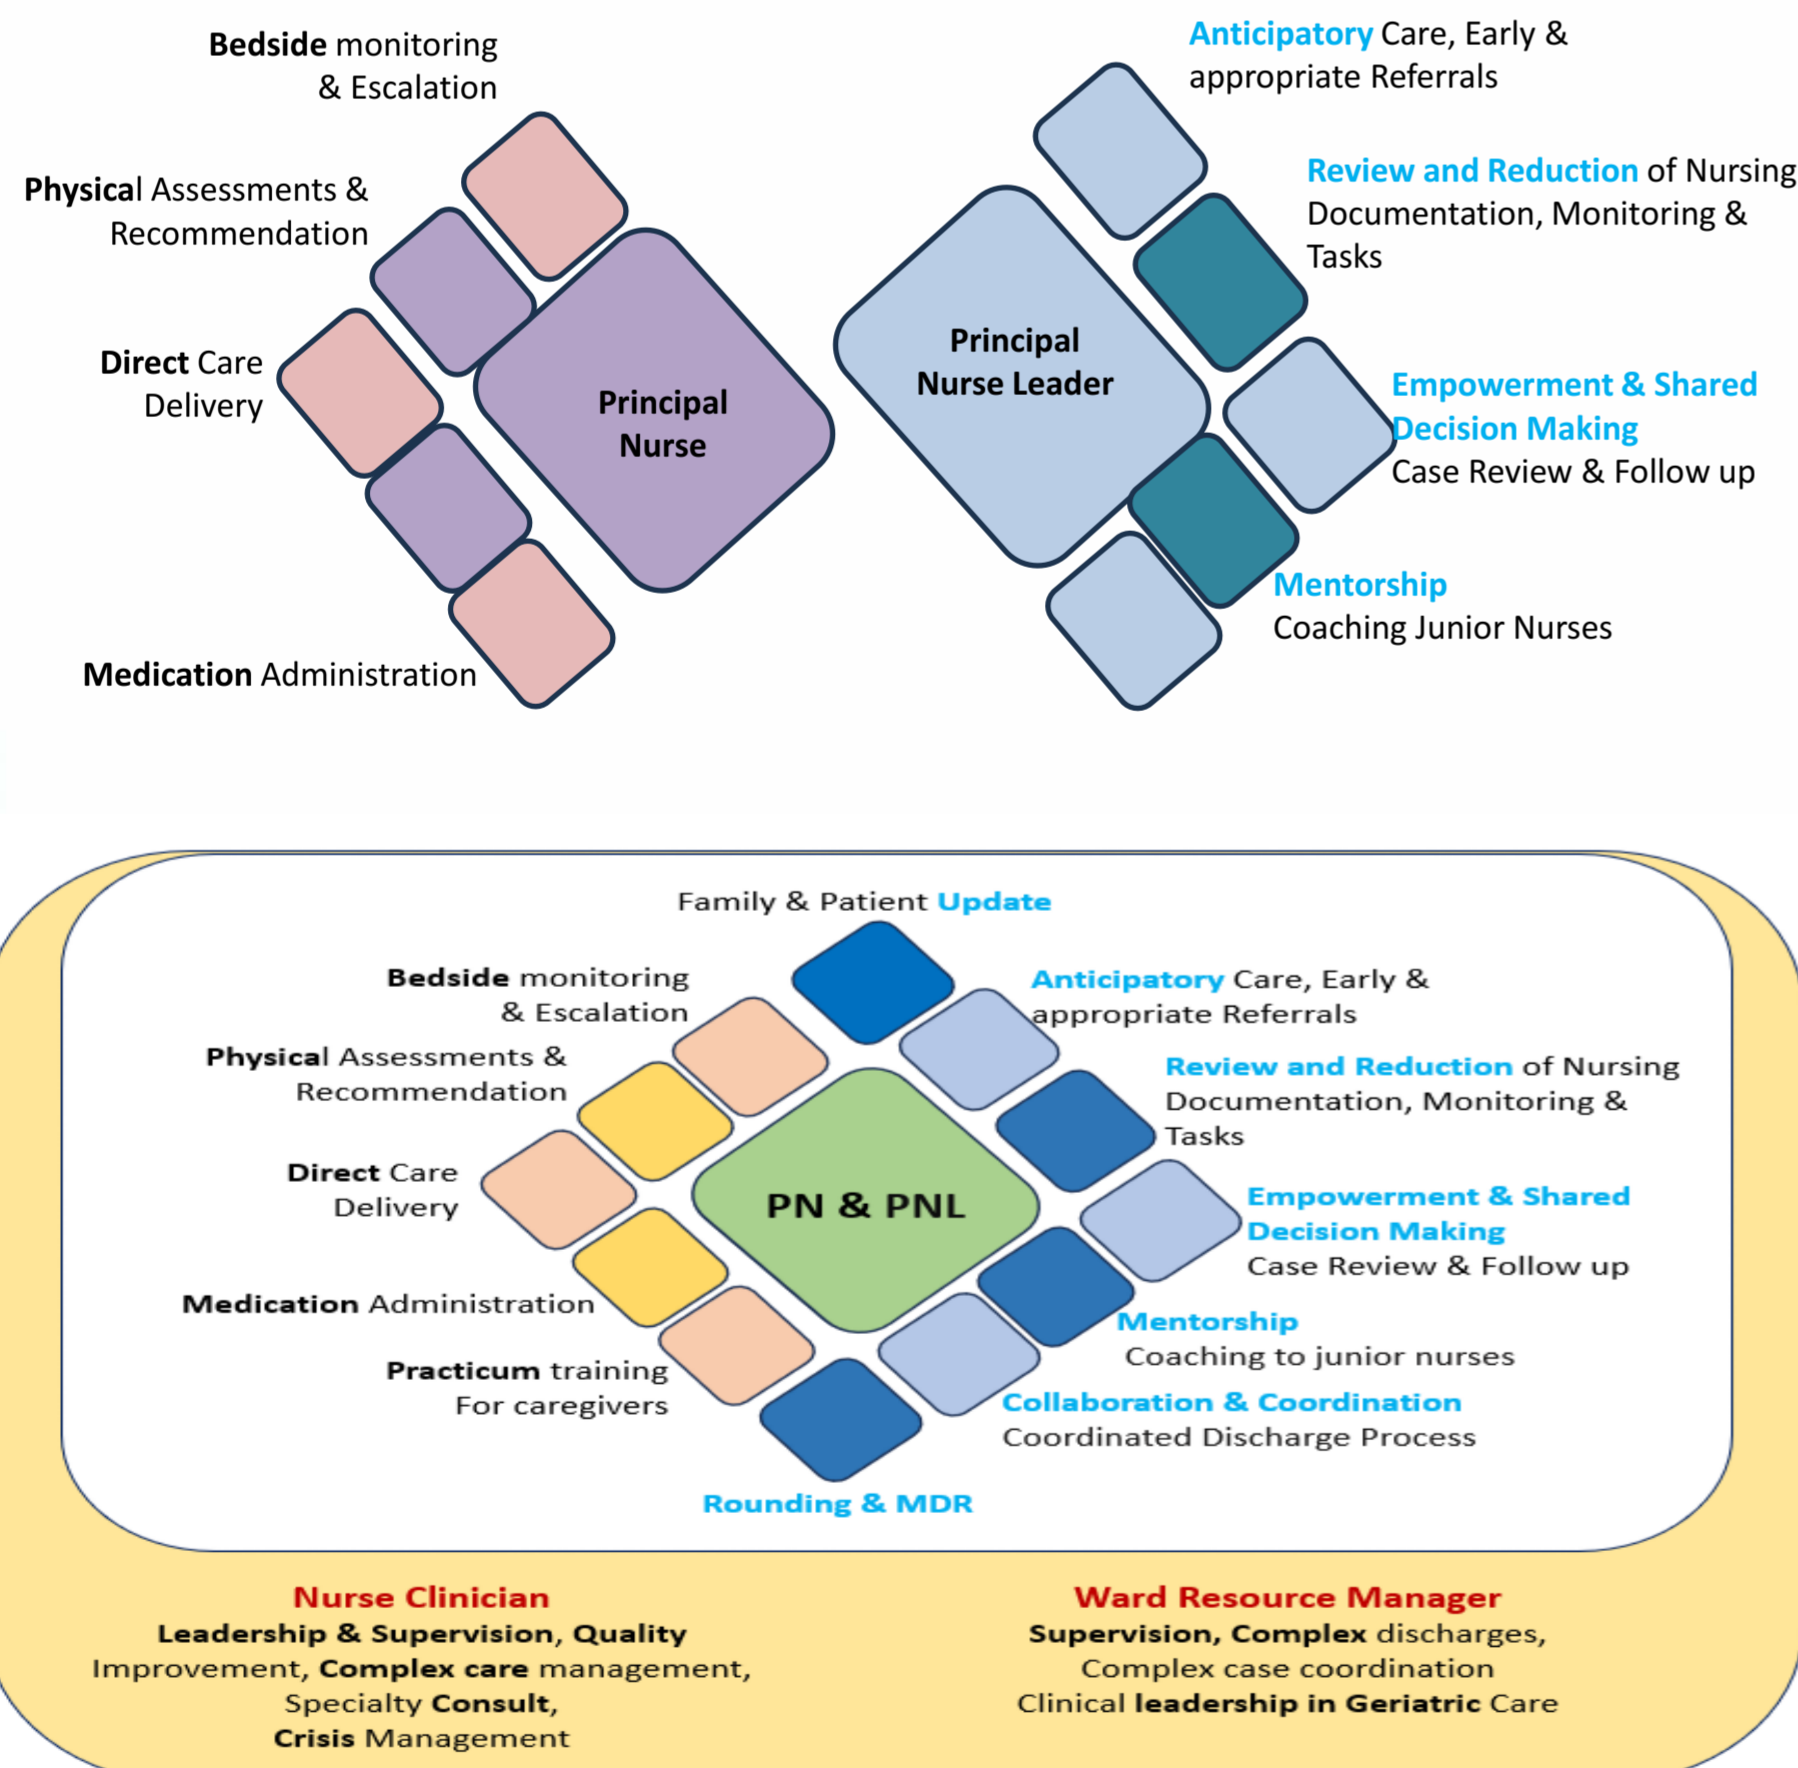 Bedside monitoring
& Escalation
Physical Assessments &
Recommendation
Direct Care
Delivery
Medication Administration
Principal
Nurse
Anticipatory Care, Early &
appropriate Referrals
Review and Reduction of Nursing
Documentation, Monitoring &
Tasks
Principal
Nurse Leader
Empowerment & Shared
Decision Making
Case Review & Follow up
Mentorship
Coaching Junior Nurses
Family & Patient Update
Bedside monitoring
& Escalation
Physical Assessments &
Recommendation
Direct Care
Delivery
Medication Administration
Practicum training
For caregivers
PN & PNL
Anticipatory Care, Early &
appropriate Referrals
Review and Reduction of Nursing
Documentation, Monitoring &
Tasks
Empowerment & Shared
Decision Making
Case Review & Follow up
Mentorship
Coaching to junior nurses
Collaboration & Coordination
Coordinated Discharge Process
Rounding & MDR
Nurse Clinician
Leadership & Supervision, Quality
Improvement, Complex care management,
Specialty Consult,
Crisis Management
Ward Resource Manager
Supervision, Complex discharges,
Complex case coordination
Clinical leadership in Geriatric Care